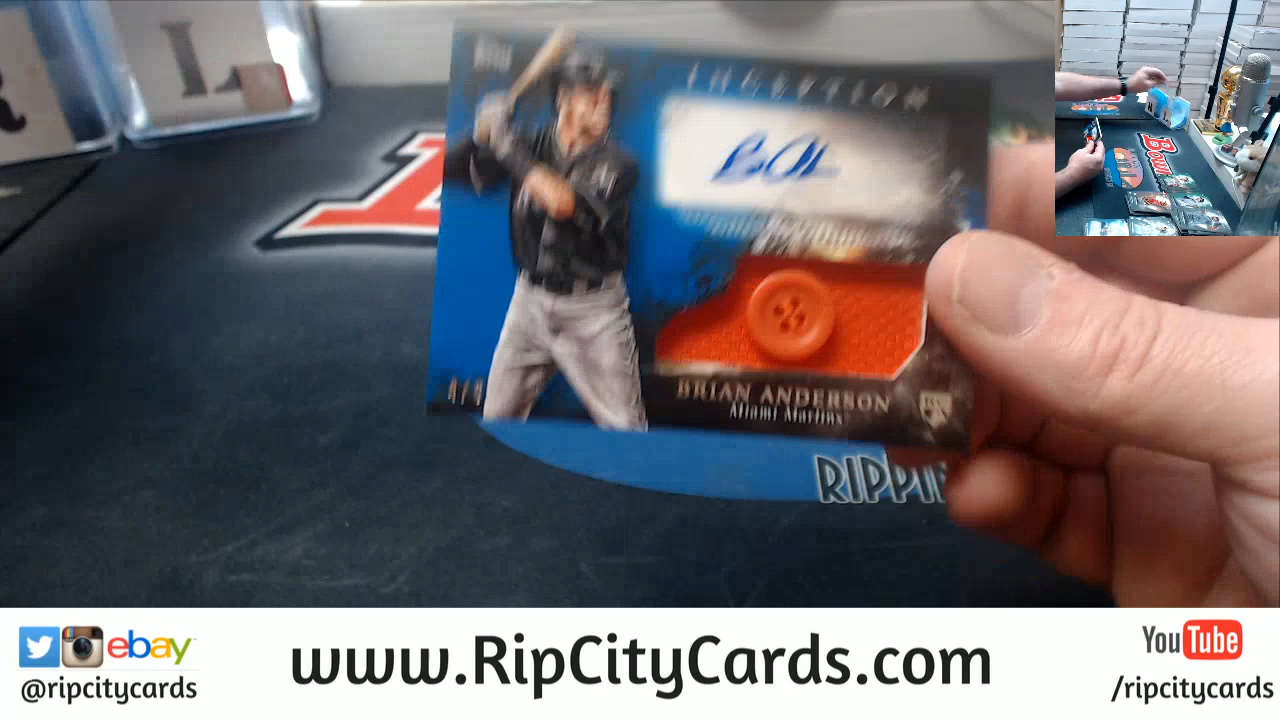 L
INCEPTION
BRIAN ANDERSON
Miami Marlins
RIPPI
ebay
@ripcitycards
www.RipCityCards.com
YouTube
/ripcitycards